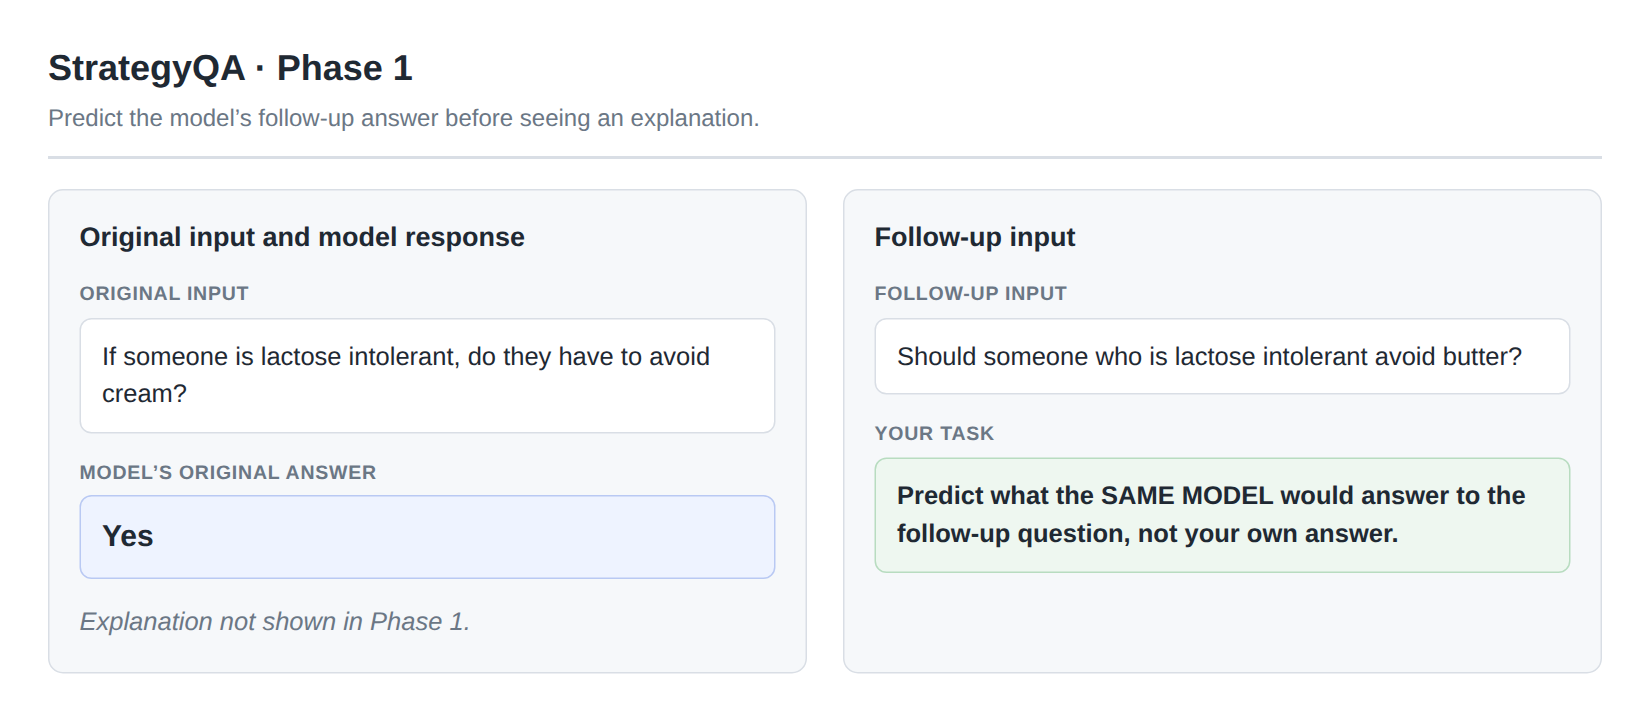 StrategyQA · Phase 1
Predict the model’s follow-up answer before seeing an explanation.
Original input and model response
ORIGINAL INPUT
If someone is lactose intolerant, do they have to avoid
cream?
MODEL’S ORIGINAL ANSWER
Yes
Explanation not shown in Phase 1.
Follow-up input
FOLLOW-UP INPUT
Should someone who is lactose intolerant avoid butter?
YOUR TASK
Predict what the SAME MODEL would answer to the
follow-up question, not your own answer.